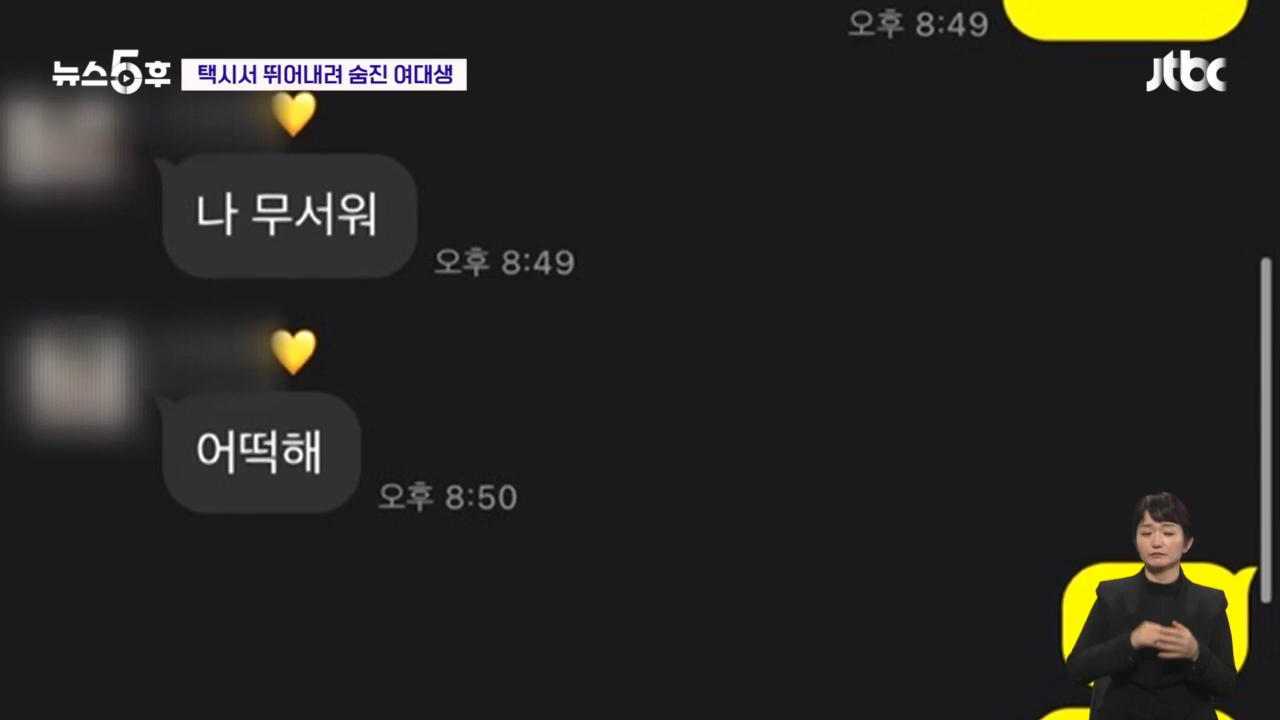 오후 8:49
뉴스5후 택시서 뛰어내려 숨진 여대생
jtbc
나 무서워
오후 8:49
어떡해
오후 8:50